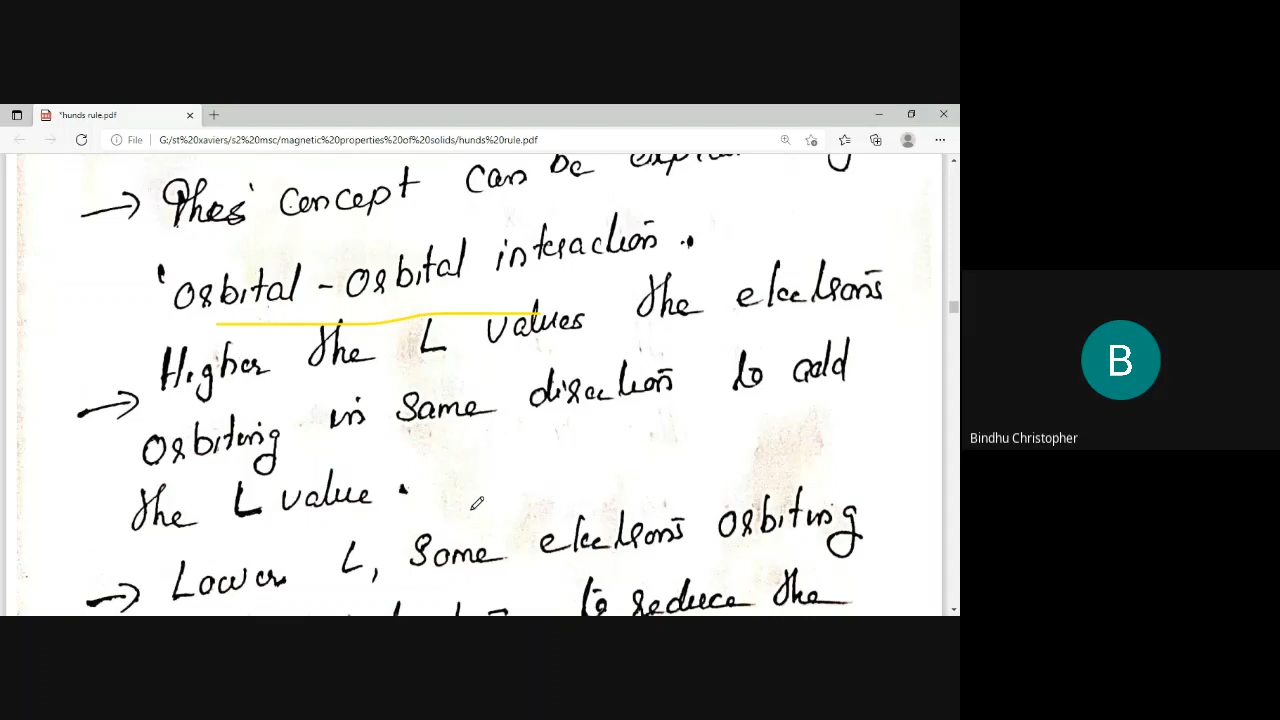 *hunds rule.pdf
File G:/st%20xaviers/s2%20msc/magnetic%20properties%20of%20solids/hunds%20rule.pdf
→ This concept can be
'Orbital - Orbital interaction.
Higher the L values the electrons
→ Orbiting in same direction to add
the L value.
→ Lower L, some electrons orbiting
to reduce the
B
Bindhu Christopher